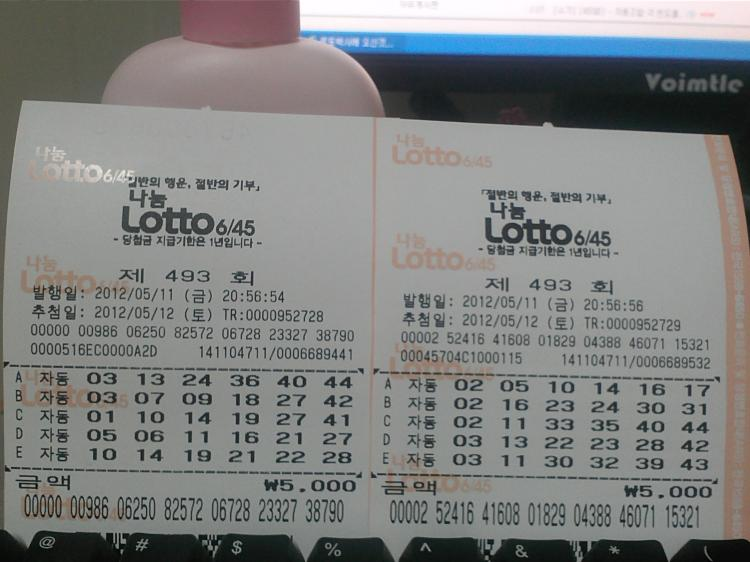 Voimtle
나눔
Lotto 6/45
「절반의 행운, 절반의 기부」
나눔
Lotto 6/45
- 당첨금 지급기한은 1년입니다 -
제 493 회
발행일: 2012/05/11 (금) 20:56:54
추첨일: 2012/05/12 (토) TR:0000952728
00000 00986 06250 82572 06728 23327 38790
0000516EC0000A2D 141104711/0006689441
A 자동 03 13 24 36 40 44
B 자동 03 07 09 18 27 42
C 자동 01 10 14 19 27 41
D 자동 05 06 11 16 21 27
E 자동 10 14 19 21 22 28
금액 ₩5,000
00000 00986 06250 82572 06728 23327 38790
나눔
Lotto 6/45
「절반의 행운, 절반의 기부」
나눔
Lotto 6/45
- 당첨금 지급기한은 1년입니다 -
제 493 회
발행일: 2012/05/11 (금) 20:56:56
추첨일: 2012/05/12 (토) TR:0000952729
00002 52416 41608 01829 04388 46071 15321
00045704C1000115 141104711/0006689532
A 자동 02 05 10 14 16 17
B 자동 02 16 23 24 30 31
C 자동 02 11 33 35 40 44
D 자동 03 13 22 23 28 42
E 자동 03 11 30 32 39 43
금액 ₩5,000
00002 52416 41608 01829 04388 46071 15321
@ # $ % ^ & * (